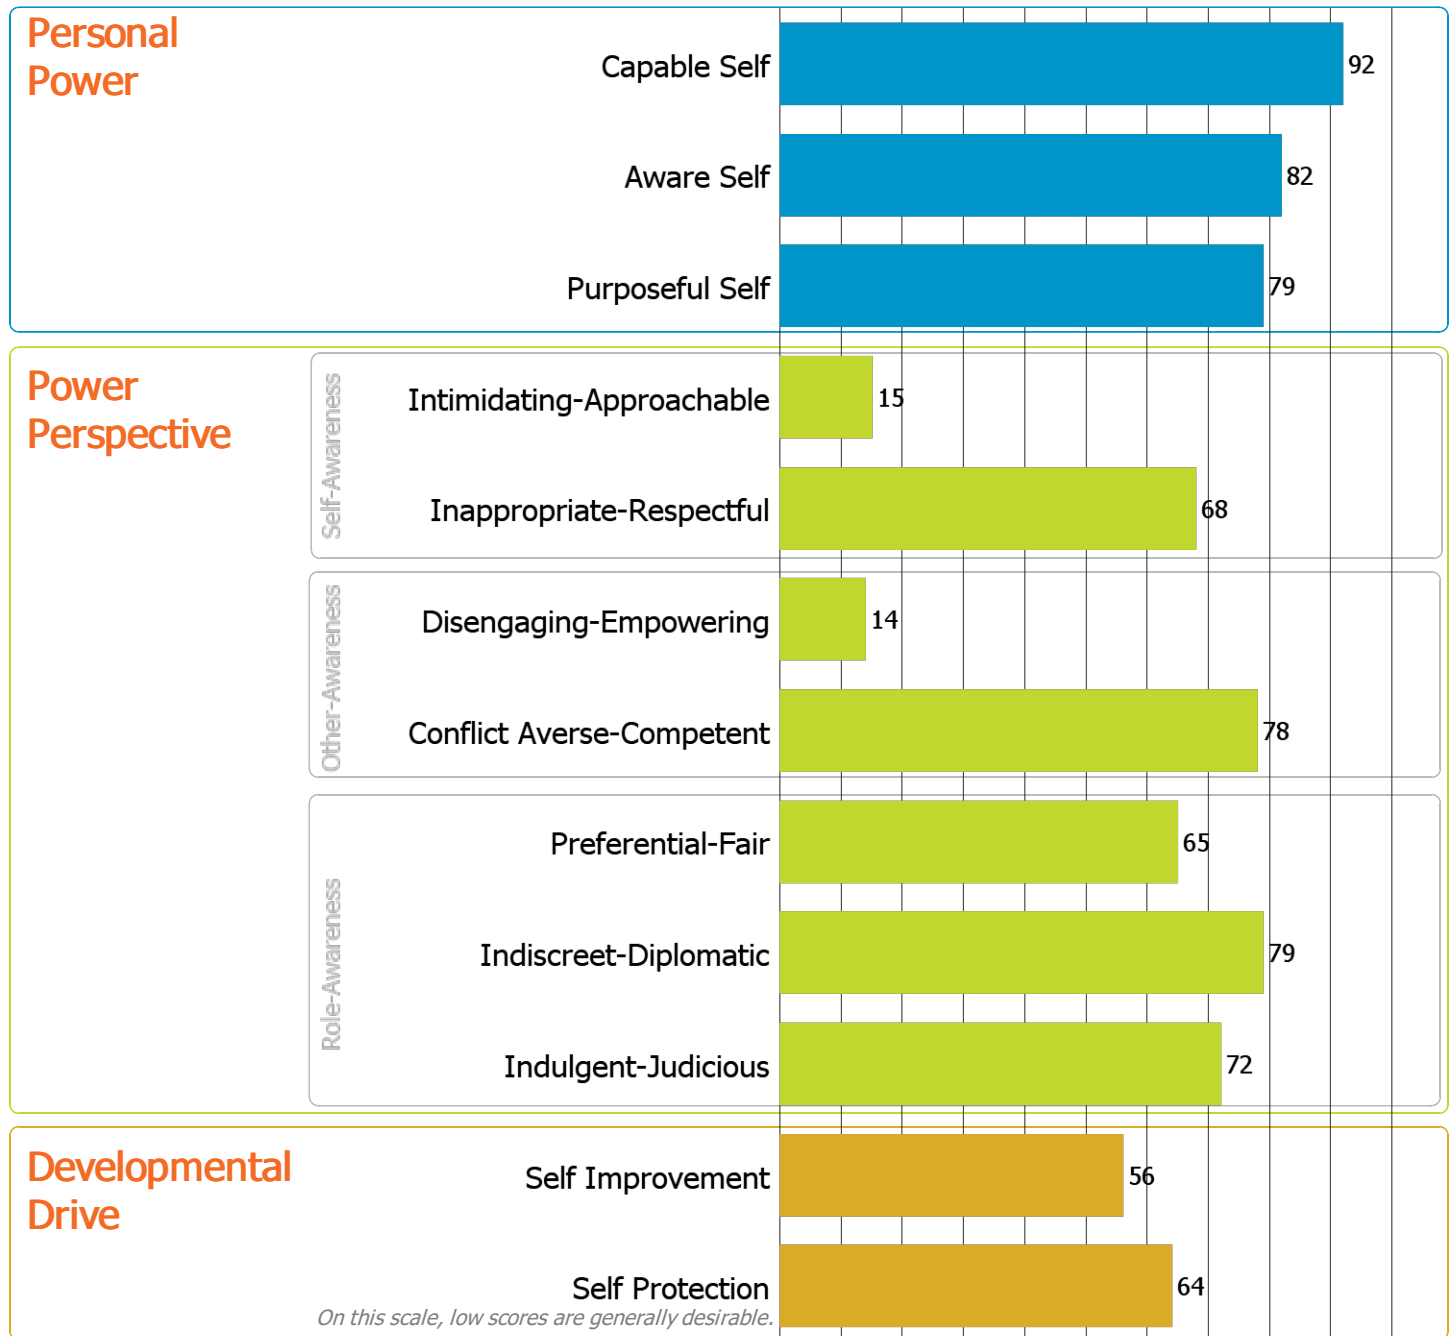 Personal
Power
Capable Self
92
Aware Self
82
Purposeful Self
79
Power
Perspective
Self-Awareness
Intimidating-Approachable
15
Inappropriate-Respectful
68
Other-Awareness
Disengaging-Empowering
14
Conflict Averse-Competent
78
Role-Awareness
Preferential-Fair
65
Indiscreet-Diplomatic
79
Indulgent-Judicious
72
Developmental
Drive
Self Improvement
56
Self Protection
64
On this scale, low scores are generally desirable.